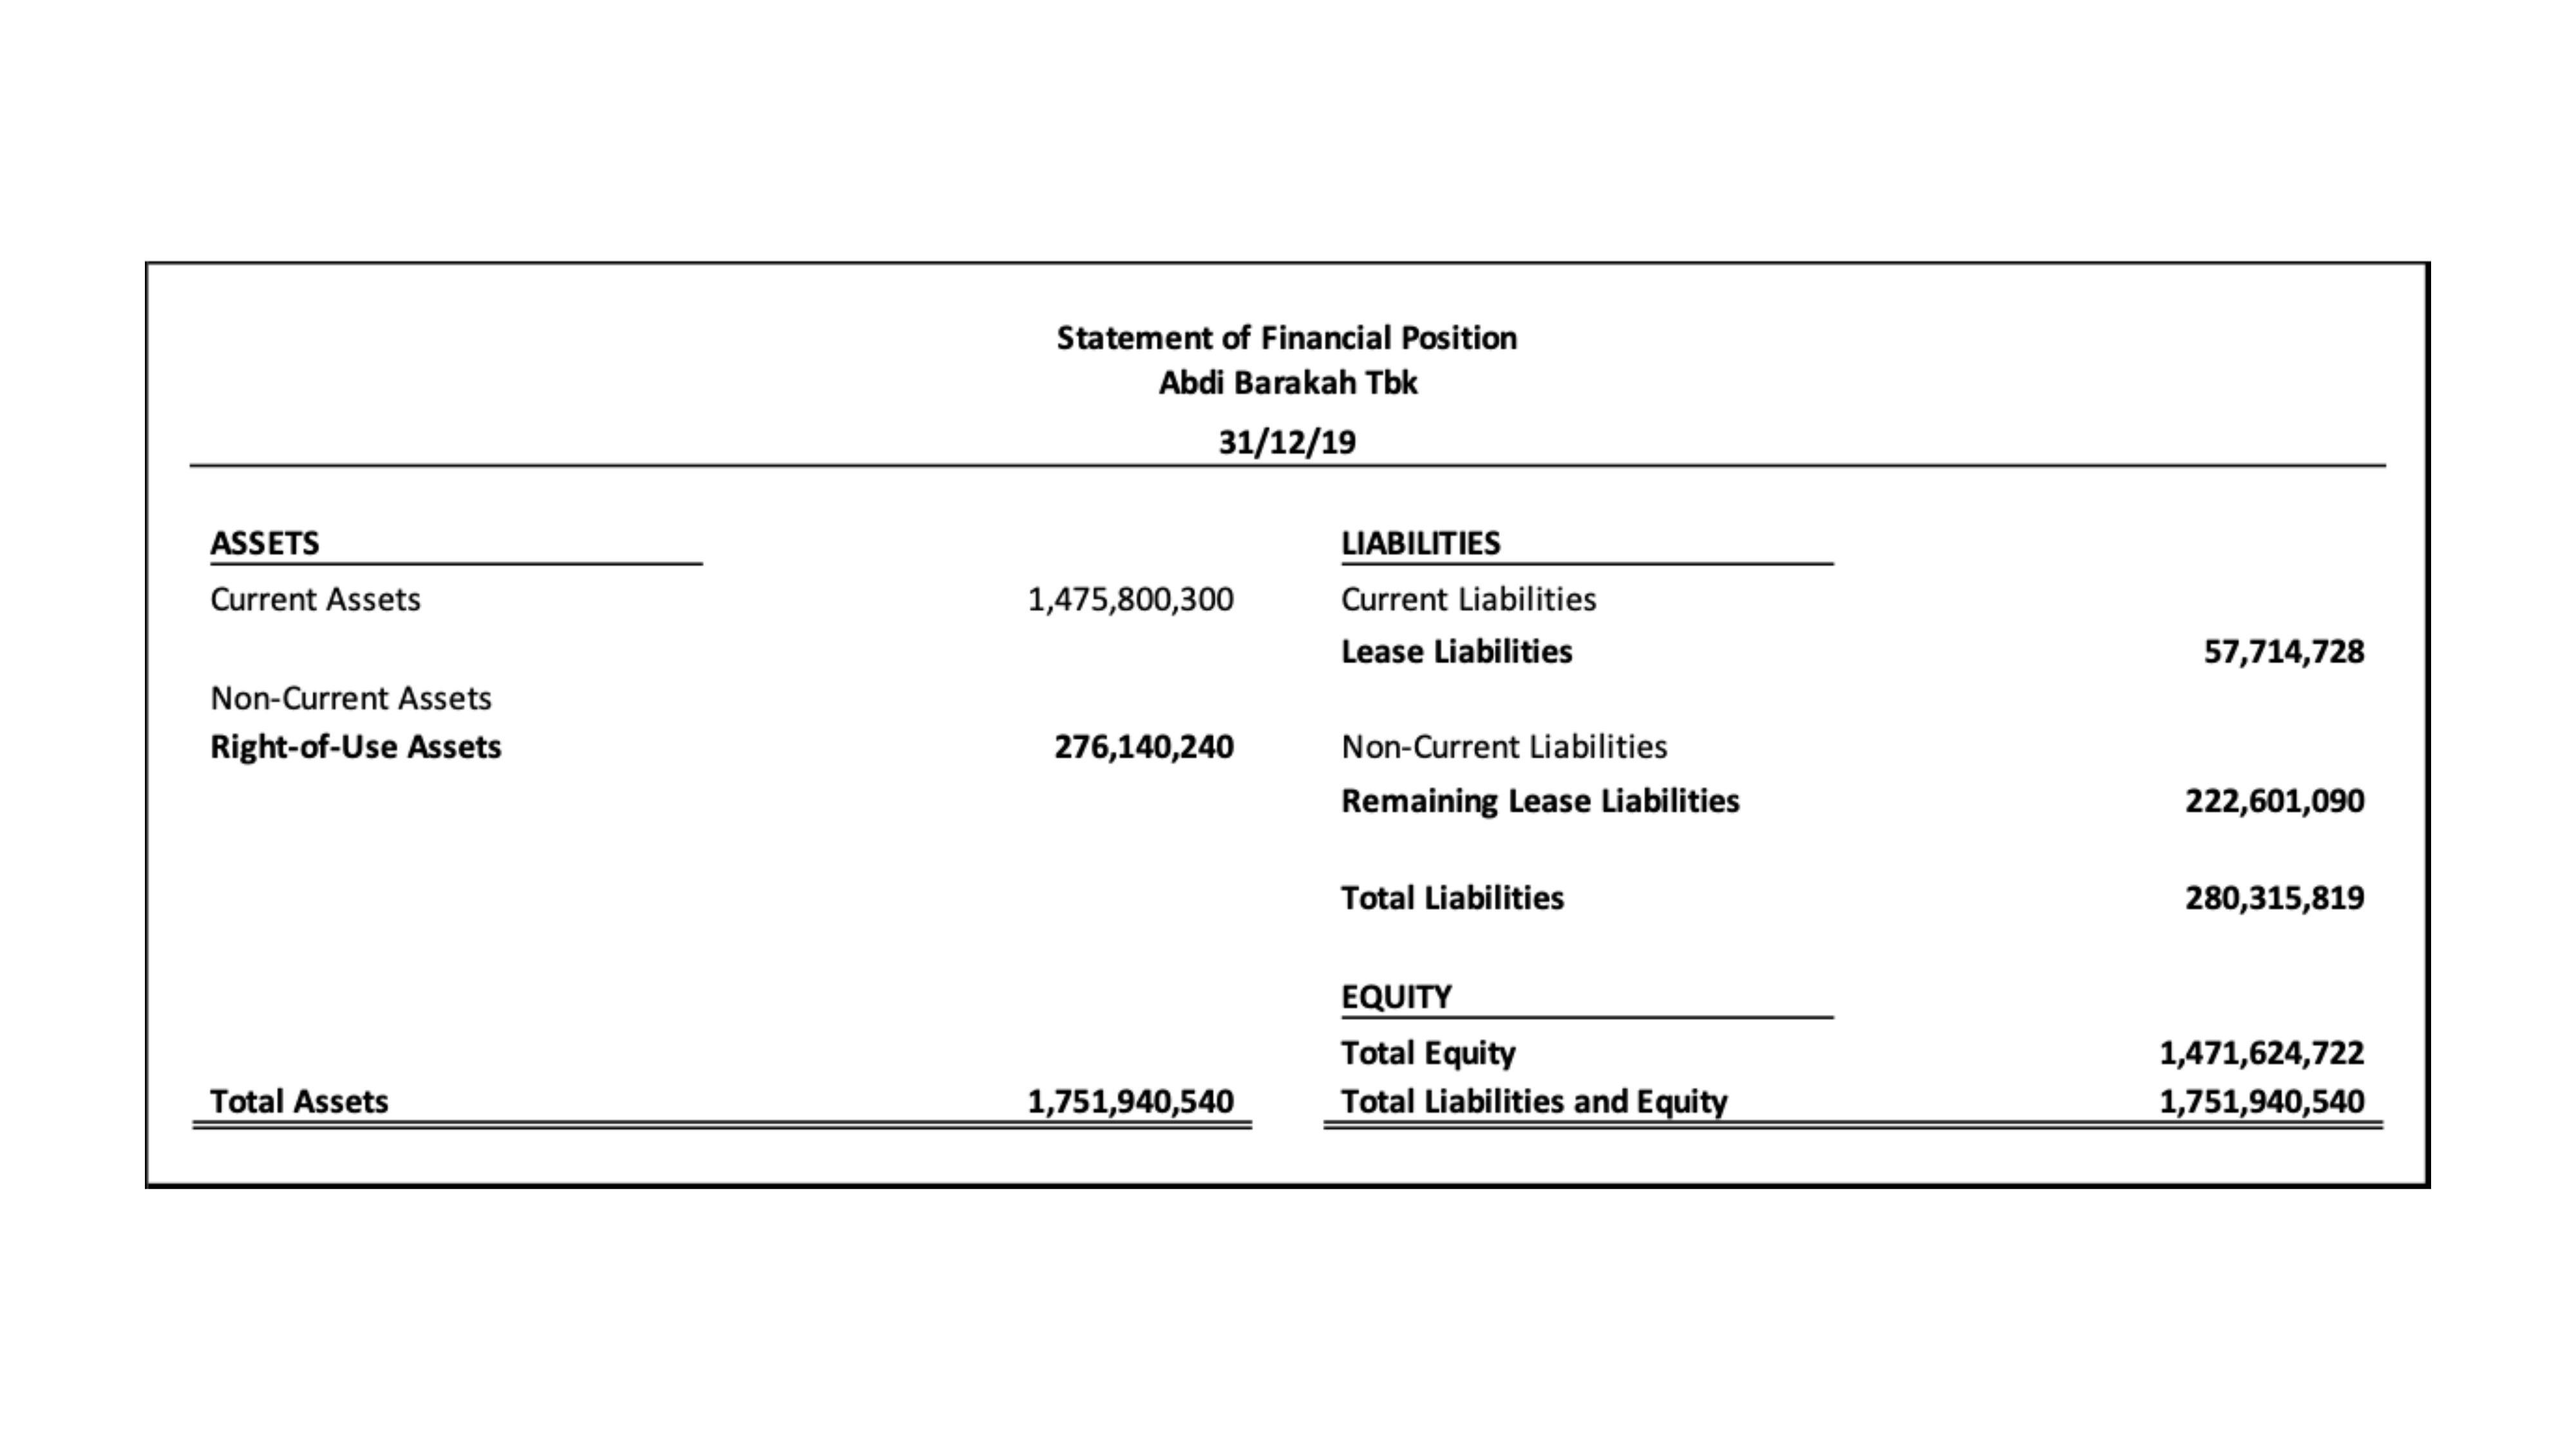 Statement of Financial Position
Abdi Barakah Tbk
31/12/19
ASSETS
Current Assets 1,475,800,300
Non-Current Assets
Right-of-Use Assets 276,140,240
Total Assets 1,751,940,540
LIABILITIES
Current Liabilities
Lease Liabilities 57,714,728
Non-Current Liabilities
Remaining Lease Liabilities 222,601,090
Total Liabilities 280,315,819
EQUITY
Total Equity 1,471,624,722
Total Liabilities and Equity 1,751,940,540